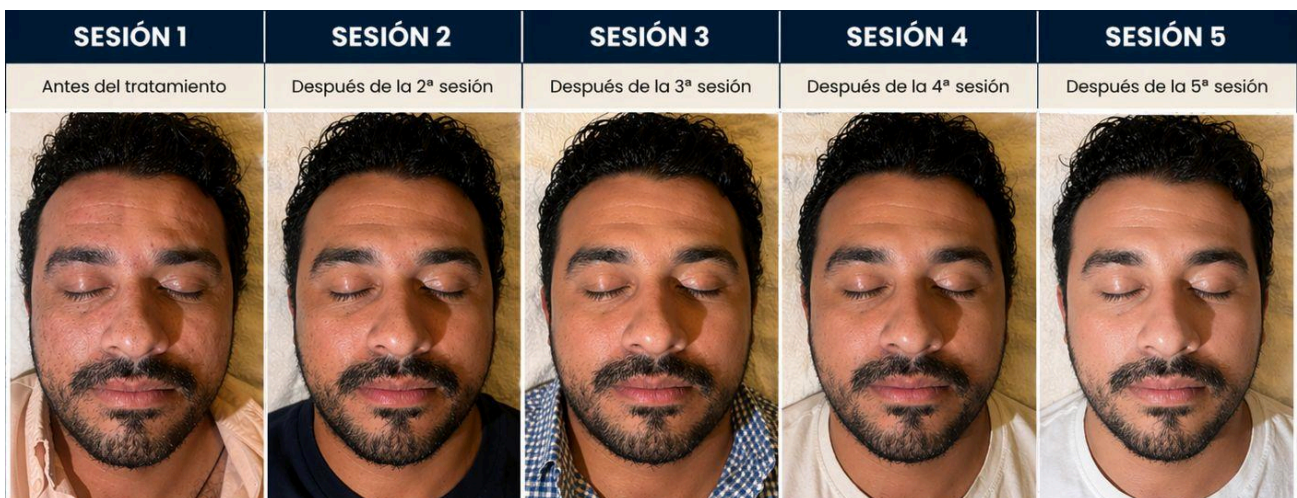 SESIÓN 1
SESIÓN 2
SESIÓN 3
SESIÓN 4
SESIÓN 5
Antes del tratamiento
Después de la 2ª sesión
Después de la 3ª sesión
Después de la 4ª sesión
Después de la 5ª sesión